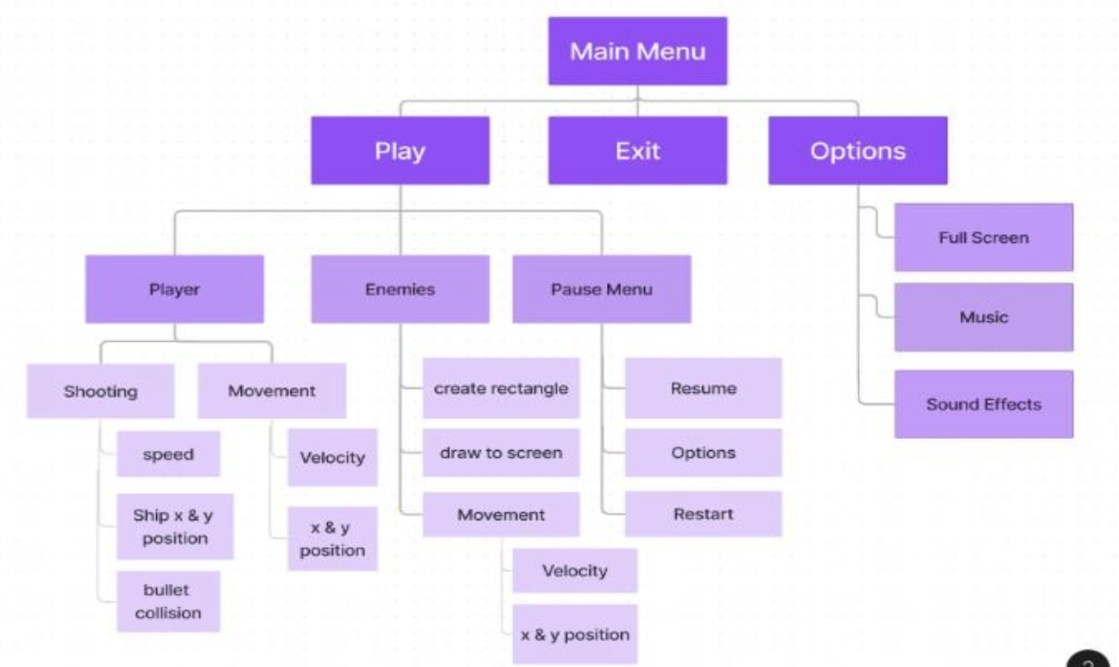 Main Menu
Play
Exit
Options
Full Screen
Music
Sound Effects
Player
Enemies
Pause Menu
Shooting
Movement
speed
Ship x & y
position
bullet
collision
Velocity
x & y
position
create rectangle
draw to screen
Movement
Velocity
x & y position
Resume
Options
Restart